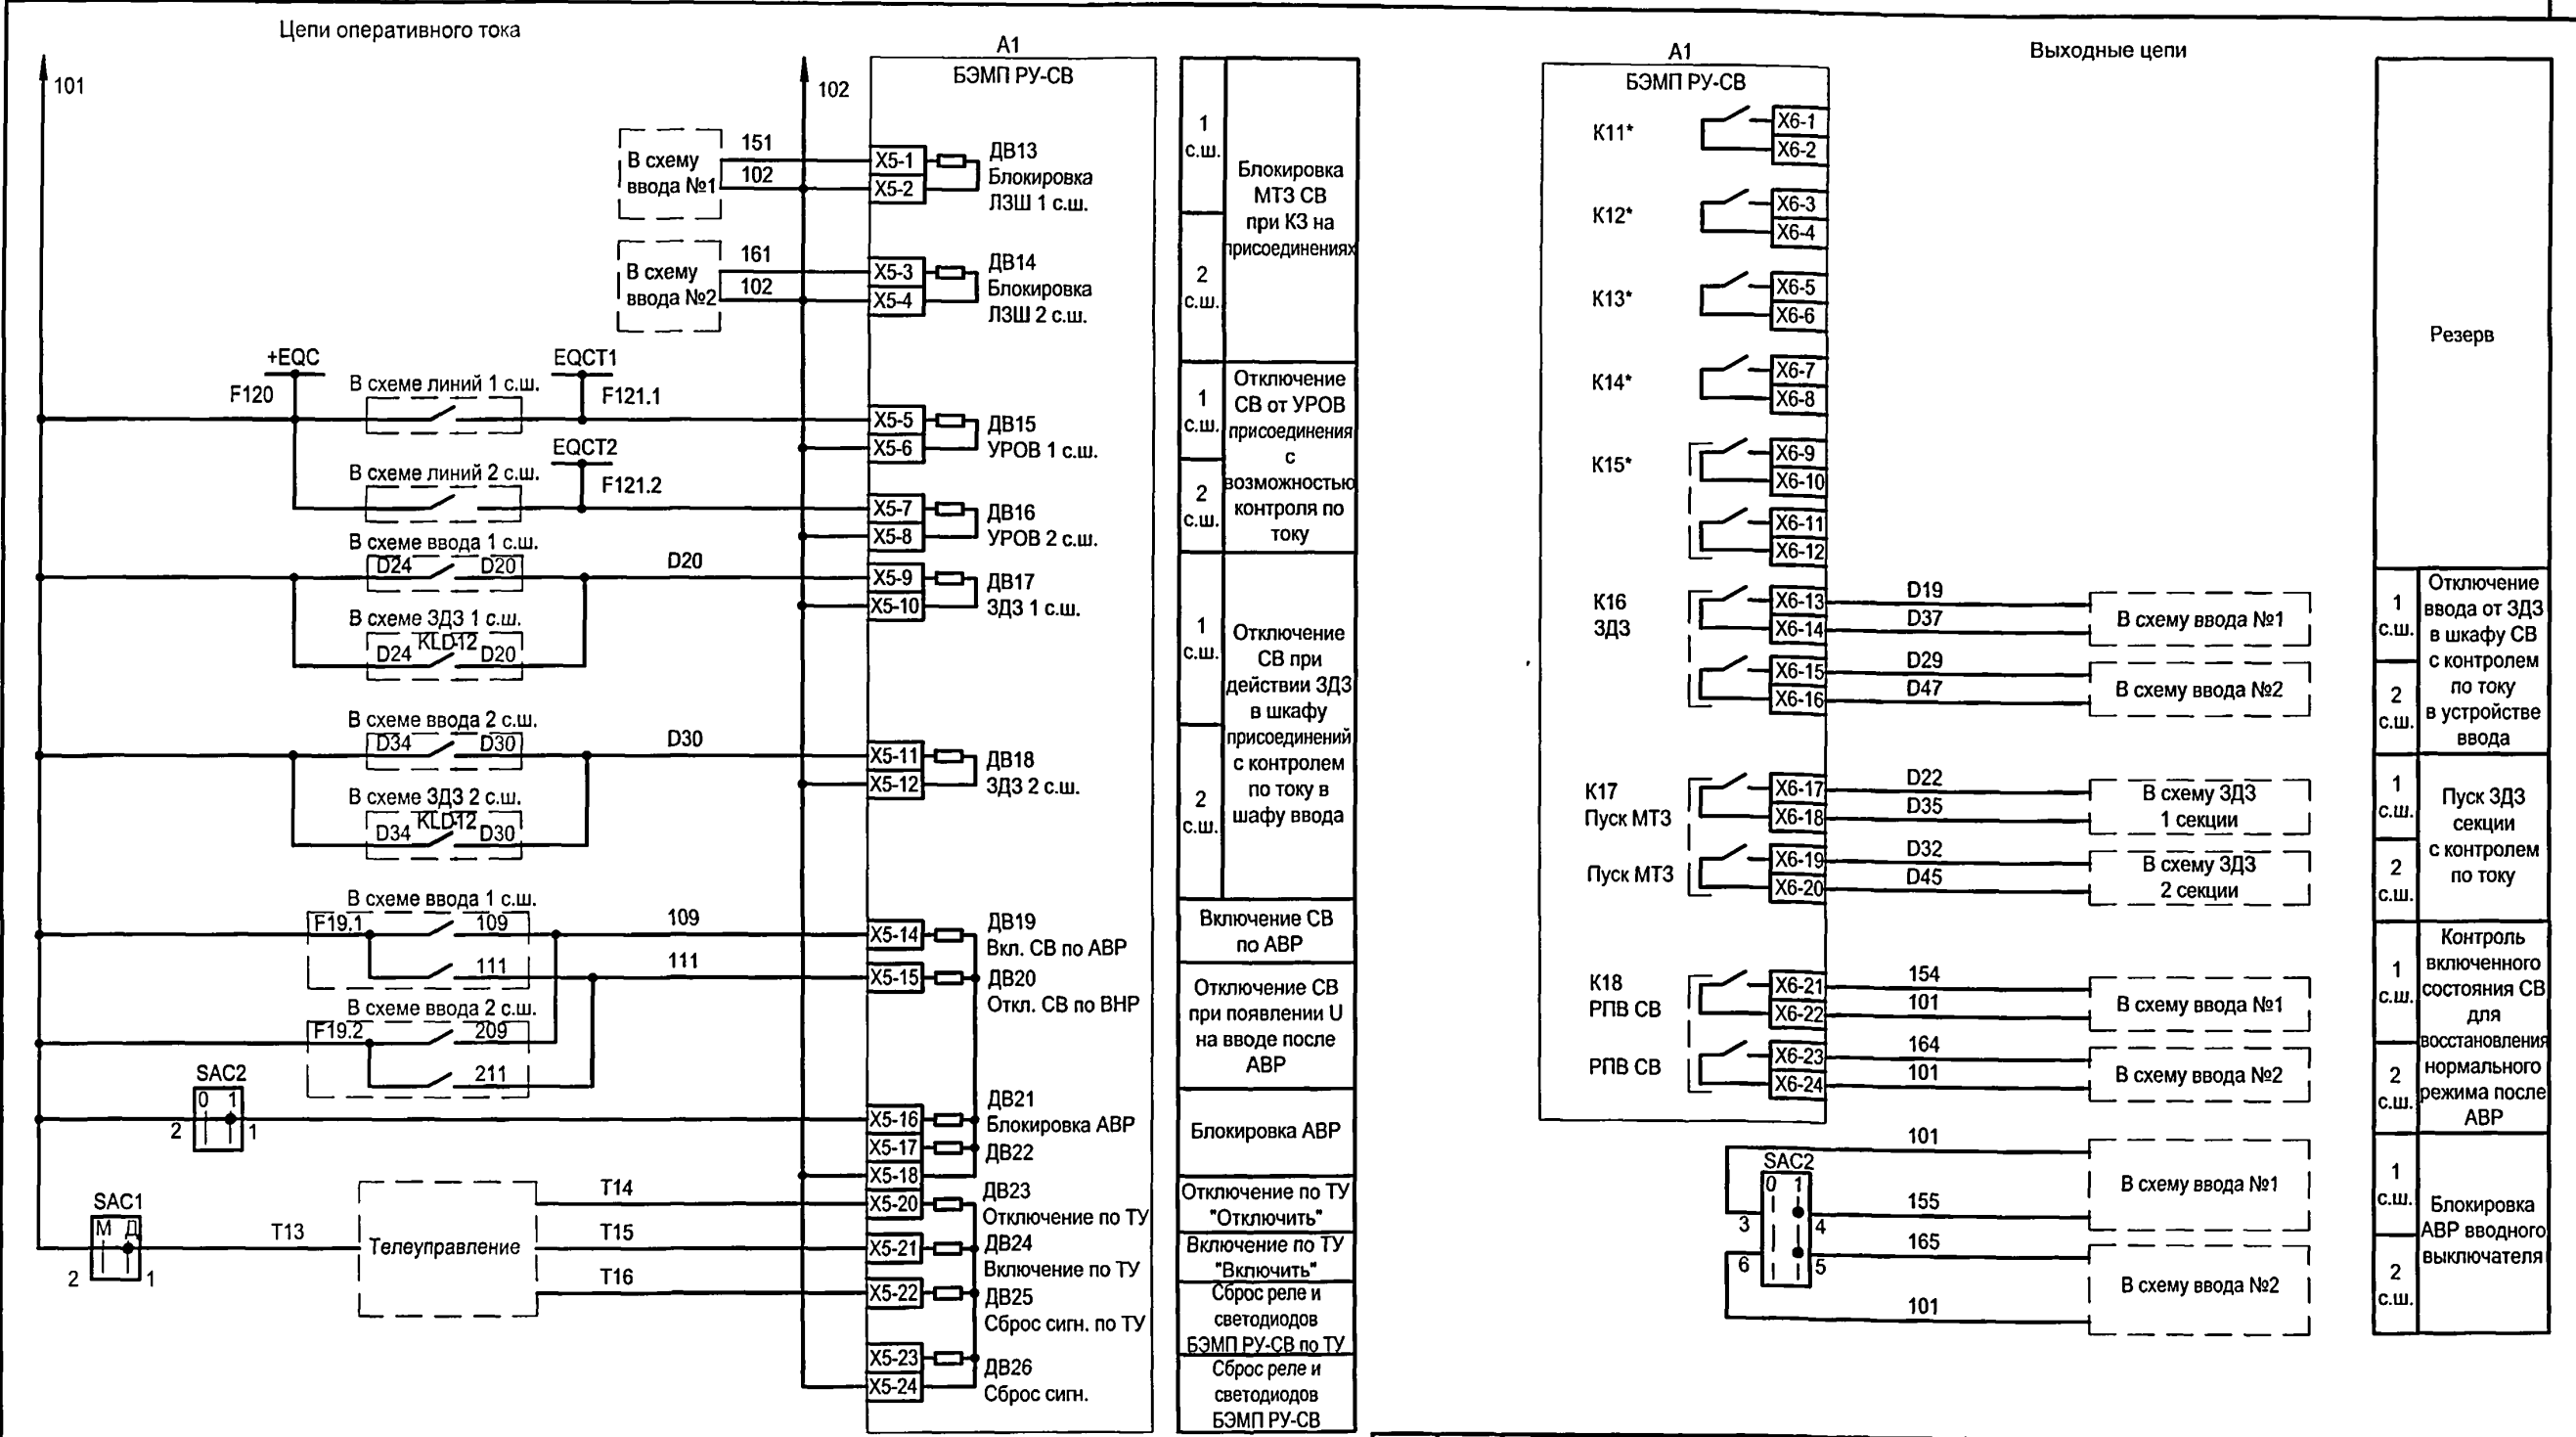 Цепи оперативного тока
101
102
А1
БЭМП РУ-СВ
В схему
ввода №1
151
102
X5-1
X5-2
ДВ13
Блокировка
ЛЗШ 1 с.ш.
В схему
ввода №2
161
102
X5-3
X5-4
ДВ14
Блокировка
ЛЗШ 2 с.ш.
+EQC
F120
В схеме линий 1 с.ш.
EQCT1
F121.1
X5-5
X5-6
ДВ15
УРОВ 1 с.ш.
В схеме линий 2 с.ш.
EQCT2
F121.2
X5-7
X5-8
ДВ16
УРОВ 2 с.ш.
В схеме ввода 1 с.ш.
D24 D20
D20
X5-9
X5-10
ДВ17
ЗДЗ 1 с.ш.
В схеме ЗДЗ 1 с.ш.
KLD12
D24 D20
В схеме ввода 2 с.ш.
D34 D30
D30
X5-11
X5-12
ДВ18
ЗДЗ 2 с.ш.
В схеме ЗДЗ 2 с.ш.
KLD12
D34 D30
В схеме ввода 1 с.ш.
F19.1 109
109
X5-14
ДВ19
Вкл. СВ по АВР
111
111
X5-15
ДВ20
Откл. СВ по ВНР
В схеме ввода 2 с.ш.
F19.2 209
211
SAC2
0 1
2 1
X5-16
X5-17
X5-18
ДВ21
Блокировка АВР
ДВ22
SAC1
М Д
2 1
T13
Телеуправление
T14
X5-20
ДВ23
Отключение по ТУ
T15
X5-21
ДВ24
Включение по ТУ
T16
X5-22
ДВ25
Сброс сигн. по ТУ
X5-23
X5-24
ДВ26
Сброс сигн.
1
с.ш.
2
с.ш.
Блокировка
МТЗ СВ
при КЗ на
присоединениях
1
с.ш.
2
с.ш.
Отключение
СВ от УРОВ
присоединения
с
возможностью
контроля по
току
1
с.ш.
2
с.ш.
Отключение
СВ при
действии ЗДЗ
в шкафу
присоединений
с контролем
по току в
шафу ввода
Включение СВ
по АВР
Отключение СВ
при появлении U
на вводе после
АВР
Блокировка АВР
Отключение по ТУ
"Отключить"
Включение по ТУ
"Включить"
Сброс реле и
светодиодов
БЭМП РУ-СВ по ТУ
Сброс реле и
светодиодов
БЭМП РУ-СВ
Выходные цепи
А1
БЭМП РУ-СВ
К11*
X6-1
X6-2
К12*
X6-3
X6-4
К13*
X6-5
X6-6
К14*
X6-7
X6-8
К15*
X6-9
X6-10
X6-11
X6-12
К16
ЗДЗ
X6-13
X6-14
D19
D37
В схему ввода №1
X6-15
X6-16
D29
D47
В схему ввода №2
К17
Пуск МТЗ
X6-17
X6-18
D22
D35
В схему ЗДЗ
1 секции
Пуск МТЗ
X6-19
X6-20
D32
D45
В схему ЗДЗ
2 секции
К18
РПВ СВ
X6-21
X6-22
154
101
В схему ввода №1
РПВ СВ
X6-23
X6-24
164
101
В схему ввода №2
SAC2
0 1
3 4
6 5
101
155
В схему ввода №1
165
101
В схему ввода №2
Резерв
1
с.ш.
2
с.ш.
Отключение
ввода от ЗДЗ
в шкафу СВ
с контролем
по току
в устройстве
ввода
1
с.ш.
2
с.ш.
Пуск ЗДЗ
секции
с контролем
по току
1
с.ш.
2
с.ш.
Контроль
включенного
состояния СВ
для
восстановления
нормального
режима после
АВР
1
с.ш.
2
с.ш.
Блокировка
АВР вводного
выключателя